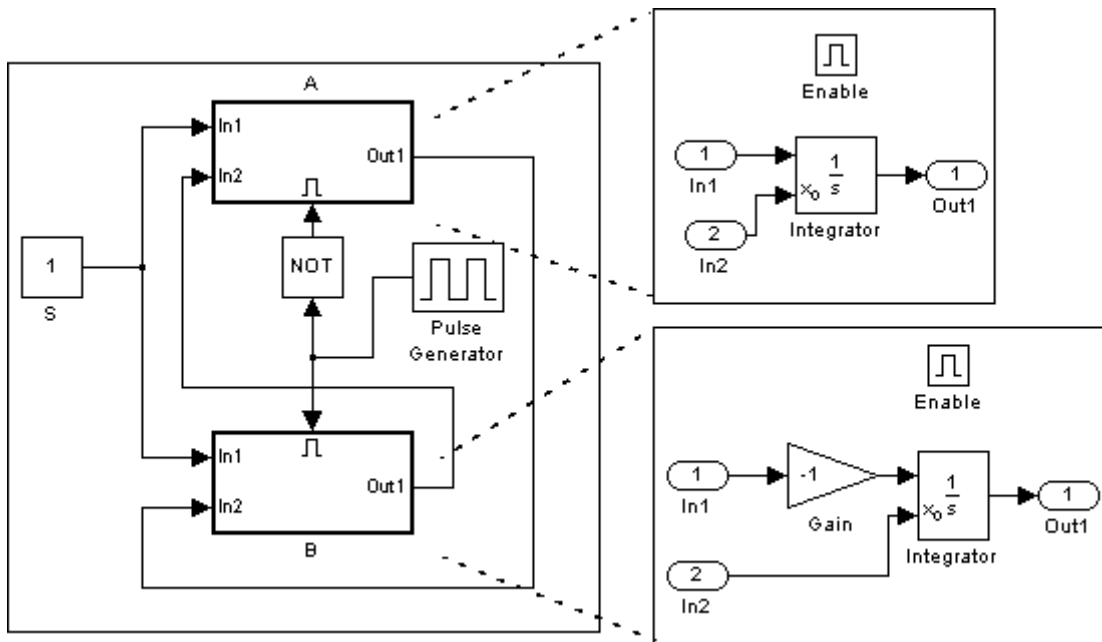 A
In1
In2
Out1
NOT
1
S
Pulse
Generator
In1
In2
Out1
B
Enable
1
In1
2
In2
x0
1
s
Integrator
1
Out1
Enable
1
In1
-1
Gain
2
In2
x0
1
s
Integrator
1
Out1